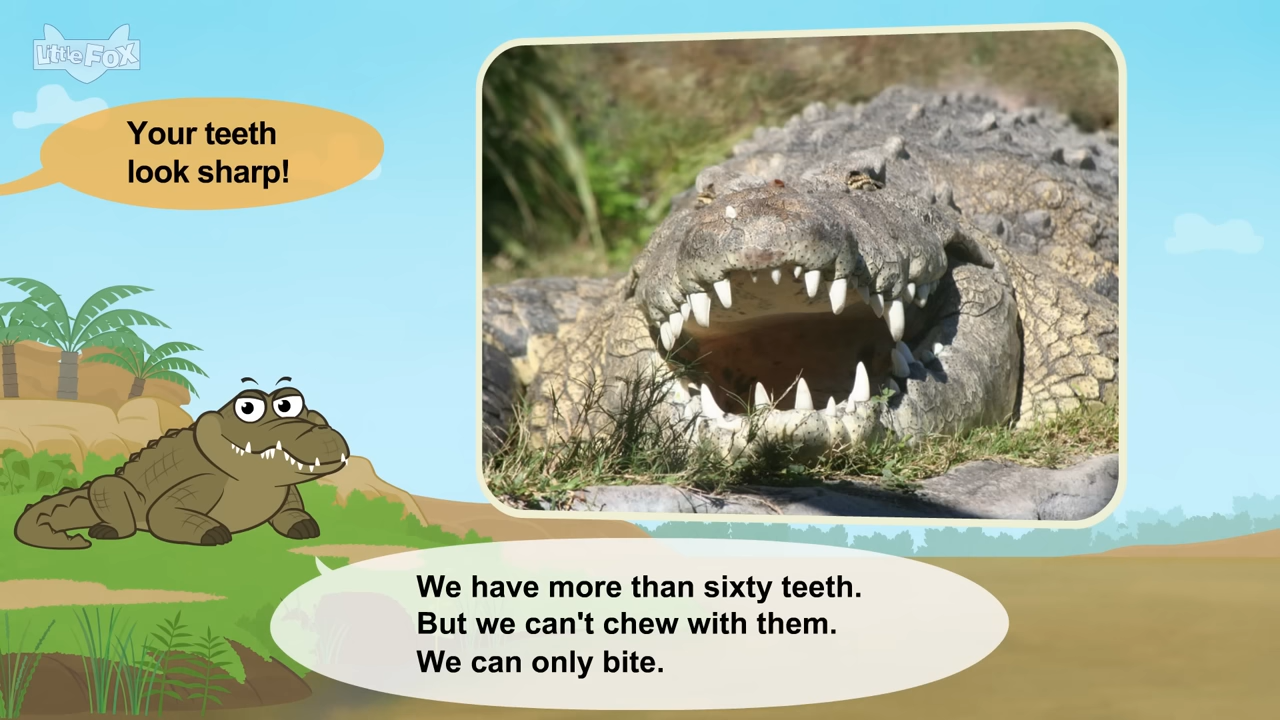 Little Fox
Your teeth
look sharp!
We have more than sixty teeth.
But we can't chew with them.
We can only bite.